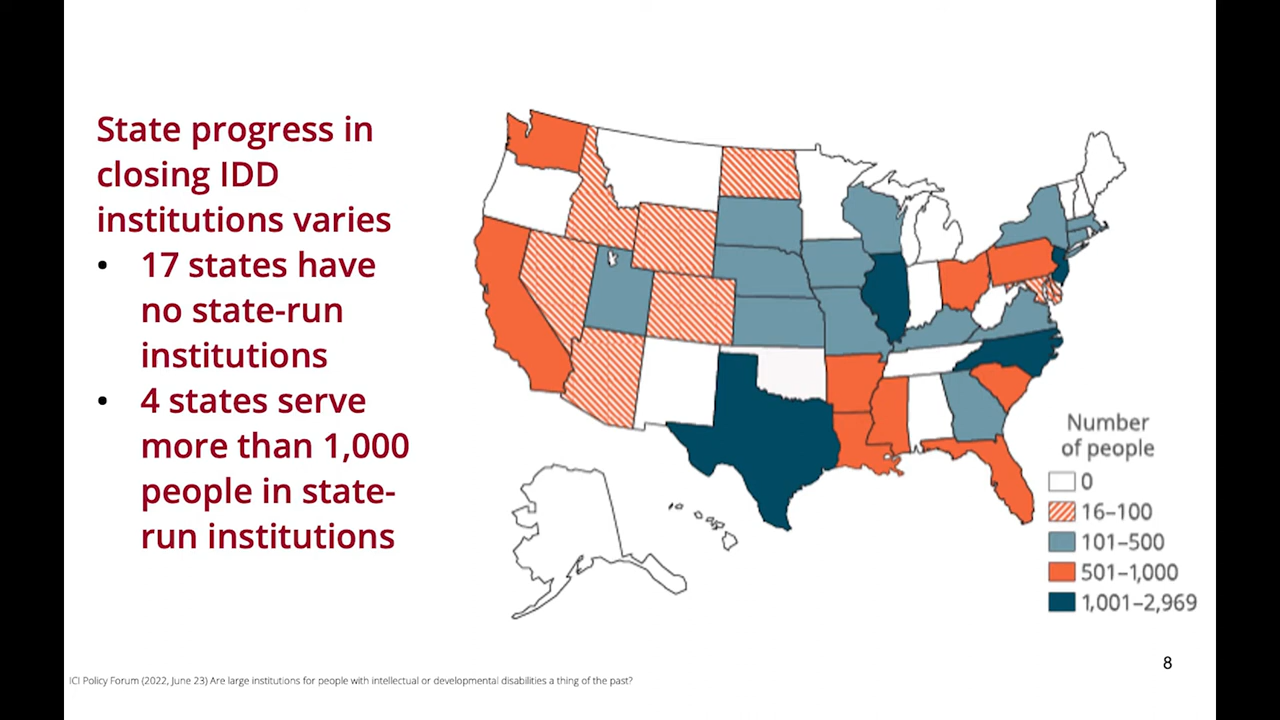 State progress in
closing IDD
institutions varies
• 17 states have
no state-run
institutions
• 4 states serve
more than 1,000
people in state-
run institutions
Number
of people
0
16–100
101–500
501–1,000
1,001–2,969
8
ICI Policy Forum (2022, June 23) Are large institutions for people with intellectual or developmental disabilities a thing of the past?